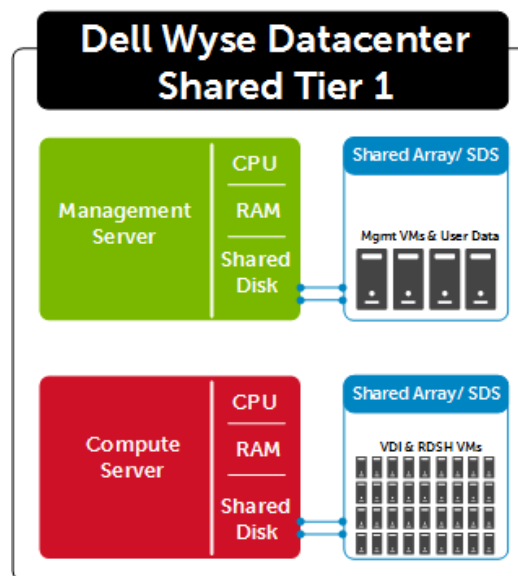 Dell Wyse Datacenter
Shared Tier 1
Management
Server
CPU
RAM
Shared
Disk
Shared Array/ SDS
Mgmt VMs & User Data
Compute
Server
CPU
RAM
Shared
Disk
Shared Array/ SDS
VDI & RDSH VMs